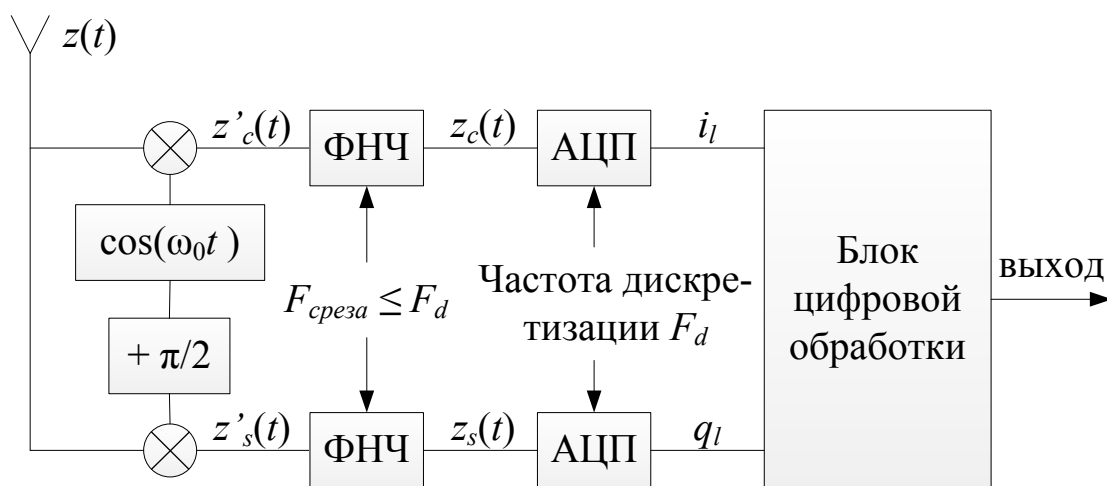 z(t)
z’c(t)
ФНЧ
zc(t)
АЦП
il
cos(ω0t )
+ π/2
Fсреза ≤ Fd
Частота дискре-
тизации Fd
Блок
цифровой
обработки
выход
z’s(t)
ФНЧ
zs(t)
АЦП
ql